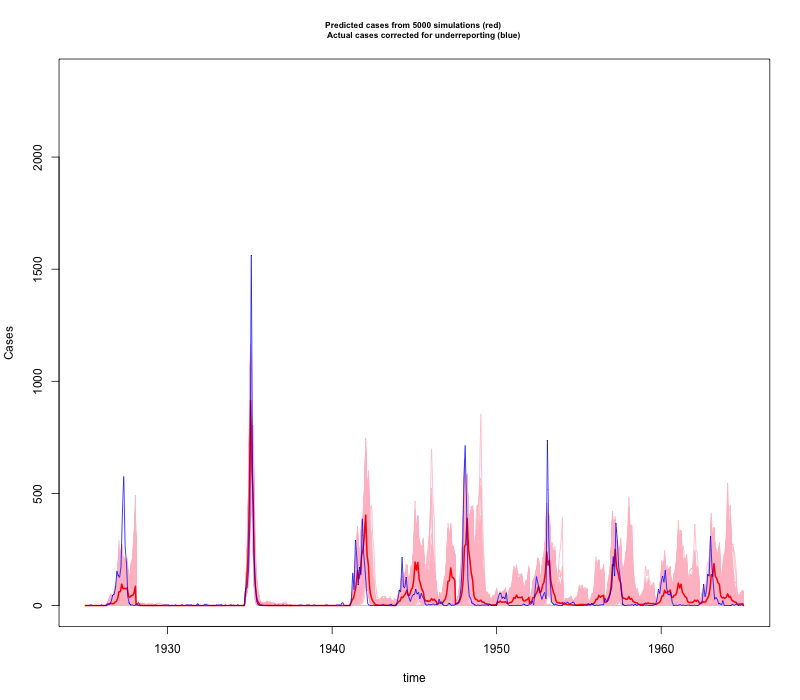 Predicted cases from 5000 simulations (red)
Actual cases corrected for underreporting (blue)
2000
1500
1000
500
0
Cases
1930 1940 1950 1960
time